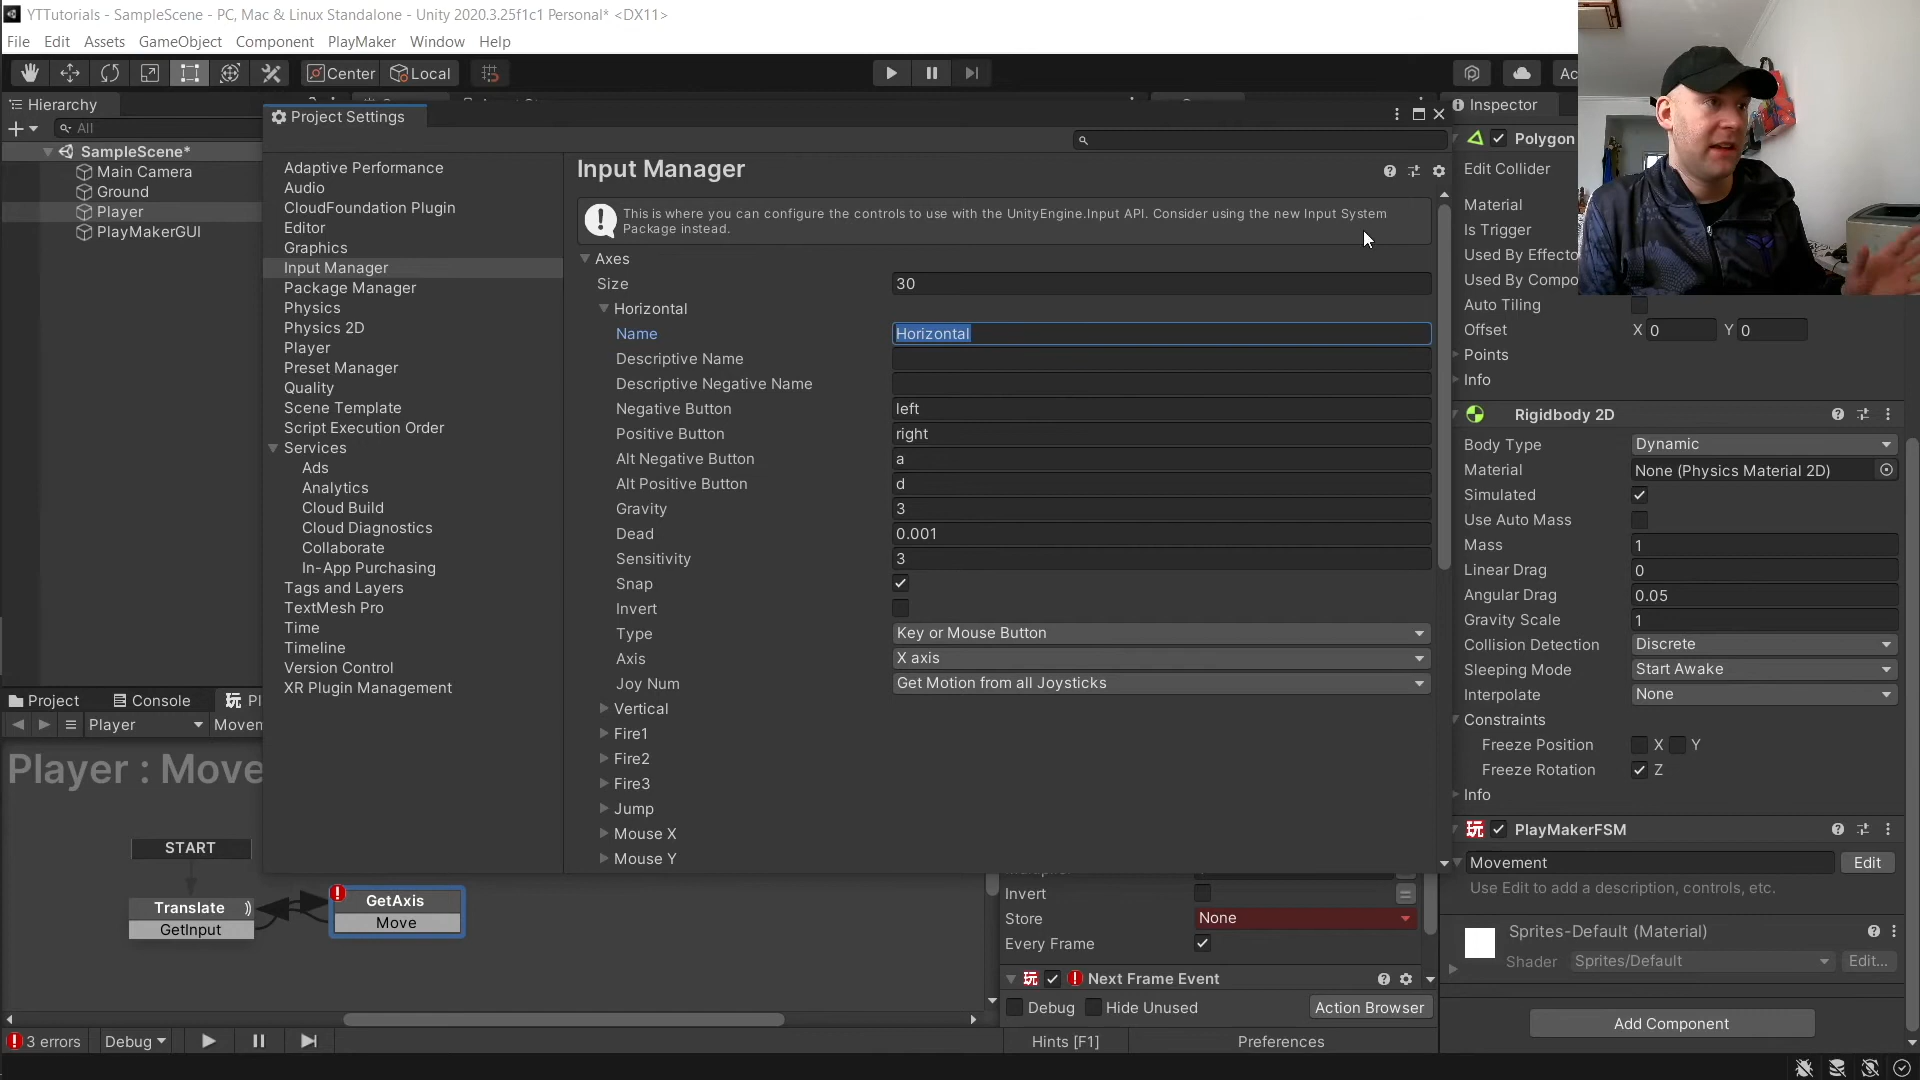 YTTutorials - SampleScene - PC, Mac & Linux Standalone - Unity 2020.3.25f1c1 Personal* <DX11>
File Edit Assets GameObject Component PlayMaker Window Help
Center Local
Hierarchy
All
SampleScene*
Main Camera
Ground
Player
PlayMakerGUI
Project Settings
Adaptive Performance
Audio
CloudFoundation Plugin
Editor
Graphics
Input Manager
Package Manager
Physics
Physics 2D
Player
Preset Manager
Quality
Scene Template
Script Execution Order
Services
Ads
Analytics
Cloud Build
Cloud Diagnostics
Collaborate
In-App Purchasing
Tags and Layers
TextMesh Pro
Time
Timeline
Version Control
XR Plugin Management
Input Manager
This is where you can configure the controls to use with the UnityEngine.Input API. Consider using the new Input System
Package instead.
Axes
Size 30
Horizontal
Name Horizontal
Descriptive Name
Descriptive Negative Name
Negative Button left
Positive Button right
Alt Negative Button a
Alt Positive Button d
Gravity 3
Dead 0.001
Sensitivity 3
Snap
Invert
Type Key or Mouse Button
Axis X axis
Joy Num Get Motion from all Joysticks
Vertical
Fire1
Fire2
Fire3
Jump
Mouse X
Mouse Y
Inspector
Polygon
Edit Collider
Material
Is Trigger
Used By Effecto
Used By Compo
Auto Tiling
Offset X 0 Y 0
Points
Info
Rigidbody 2D
Body Type Dynamic
Material None (Physics Material 2D)
Simulated
Use Auto Mass
Mass 1
Linear Drag 0
Angular Drag 0.05
Gravity Scale 1
Collision Detection Discrete
Sleeping Mode Start Awake
Interpolate None
Constraints
Freeze Position X Y
Freeze Rotation Z
Info
PlayMakerFSM
Movement Edit
Use Edit to add a description, controls, etc.
Sprites-Default (Material)
Shader Sprites/Default Edit...
Add Component
Project Console Pl
Player Movem
Player : Move
START
Translate
GetInput
GetAxis
Move
Invert
Store None
Every Frame
Next Frame Event
Debug Hide Unused Action Browser
3 errors Debug
Hints [F1] Preferences